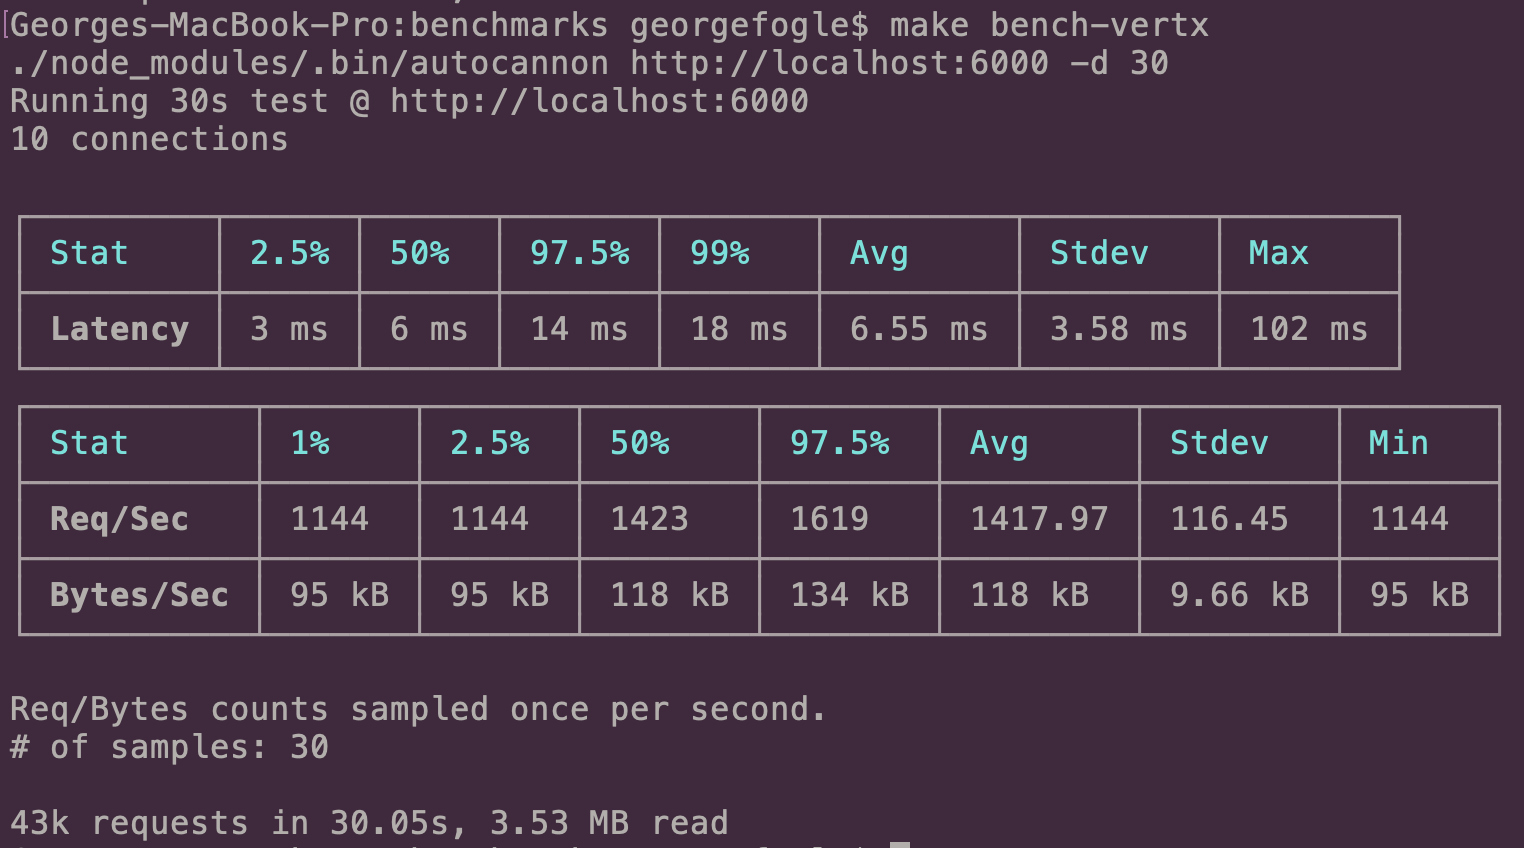 Georges-MacBook-Pro:benchmarks georgefogle$ make bench-vertx
./node_modules/.bin/autocannon http://localhost:6000 -d 30
Running 30s test @ http://localhost:6000
10 connections
Stat 2.5% 50% 97.5% 99% Avg Stdev Max
Latency 3 ms 6 ms 14 ms 18 ms 6.55 ms 3.58 ms 102 ms
Stat 1% 2.5% 50% 97.5% Avg Stdev Min
Req/Sec 1144 1144 1423 1619 1417.97 116.45 1144
Bytes/Sec 95 kB 95 kB 118 kB 134 kB 118 kB 9.66 kB 95 kB
Req/Bytes counts sampled once per second.
# of samples: 30
43k requests in 30.05s, 3.53 MB read